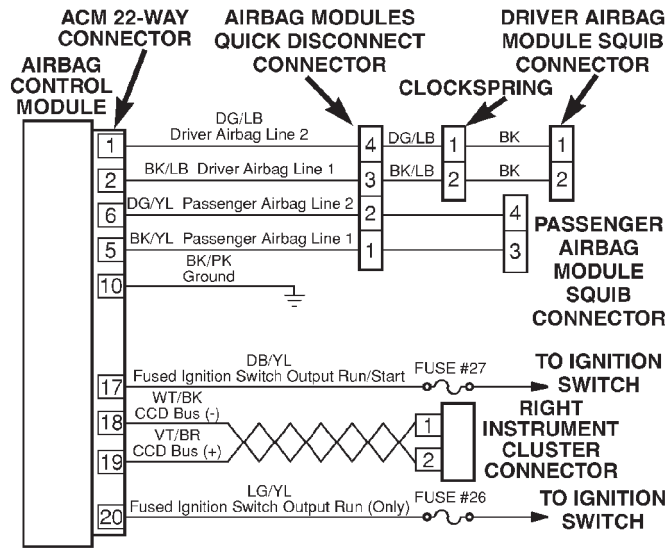 ACM 22-WAY
CONNECTOR
AIRBAG MODULES
QUICK DISCONNECT
CONNECTOR
DRIVER AIRBAG
MODULE SQUIB
CONNECTOR
AIRBAG
CONTROL
MODULE
CLOCKSPRING
DG/LB
Driver Airbag Line 2
1
4
DG/LB
1
BK
1
2
BK/LB Driver Airbag Line 1
3
BK/LB
2
BK
2
6
DG/YL Passenger Airbag Line 2
2
4
5
BK/YL Passenger Airbag Line 1
1
3
PASSENGER
AIRBAG
MODULE
SQUIB
CONNECTOR
BK/PK
10
Ground
DB/YL
17
Fused Ignition Switch Output Run/Start
FUSE #27
TO IGNITION
SWITCH
WT/BK
18
CCD Bus (-)
1
VT/BR
19
CCD Bus (+)
2
RIGHT
INSTRUMENT
CLUSTER
CONNECTOR
LG/YL
20
Fused Ignition Switch Output Run (Only)
FUSE #26
TO IGNITION
SWITCH